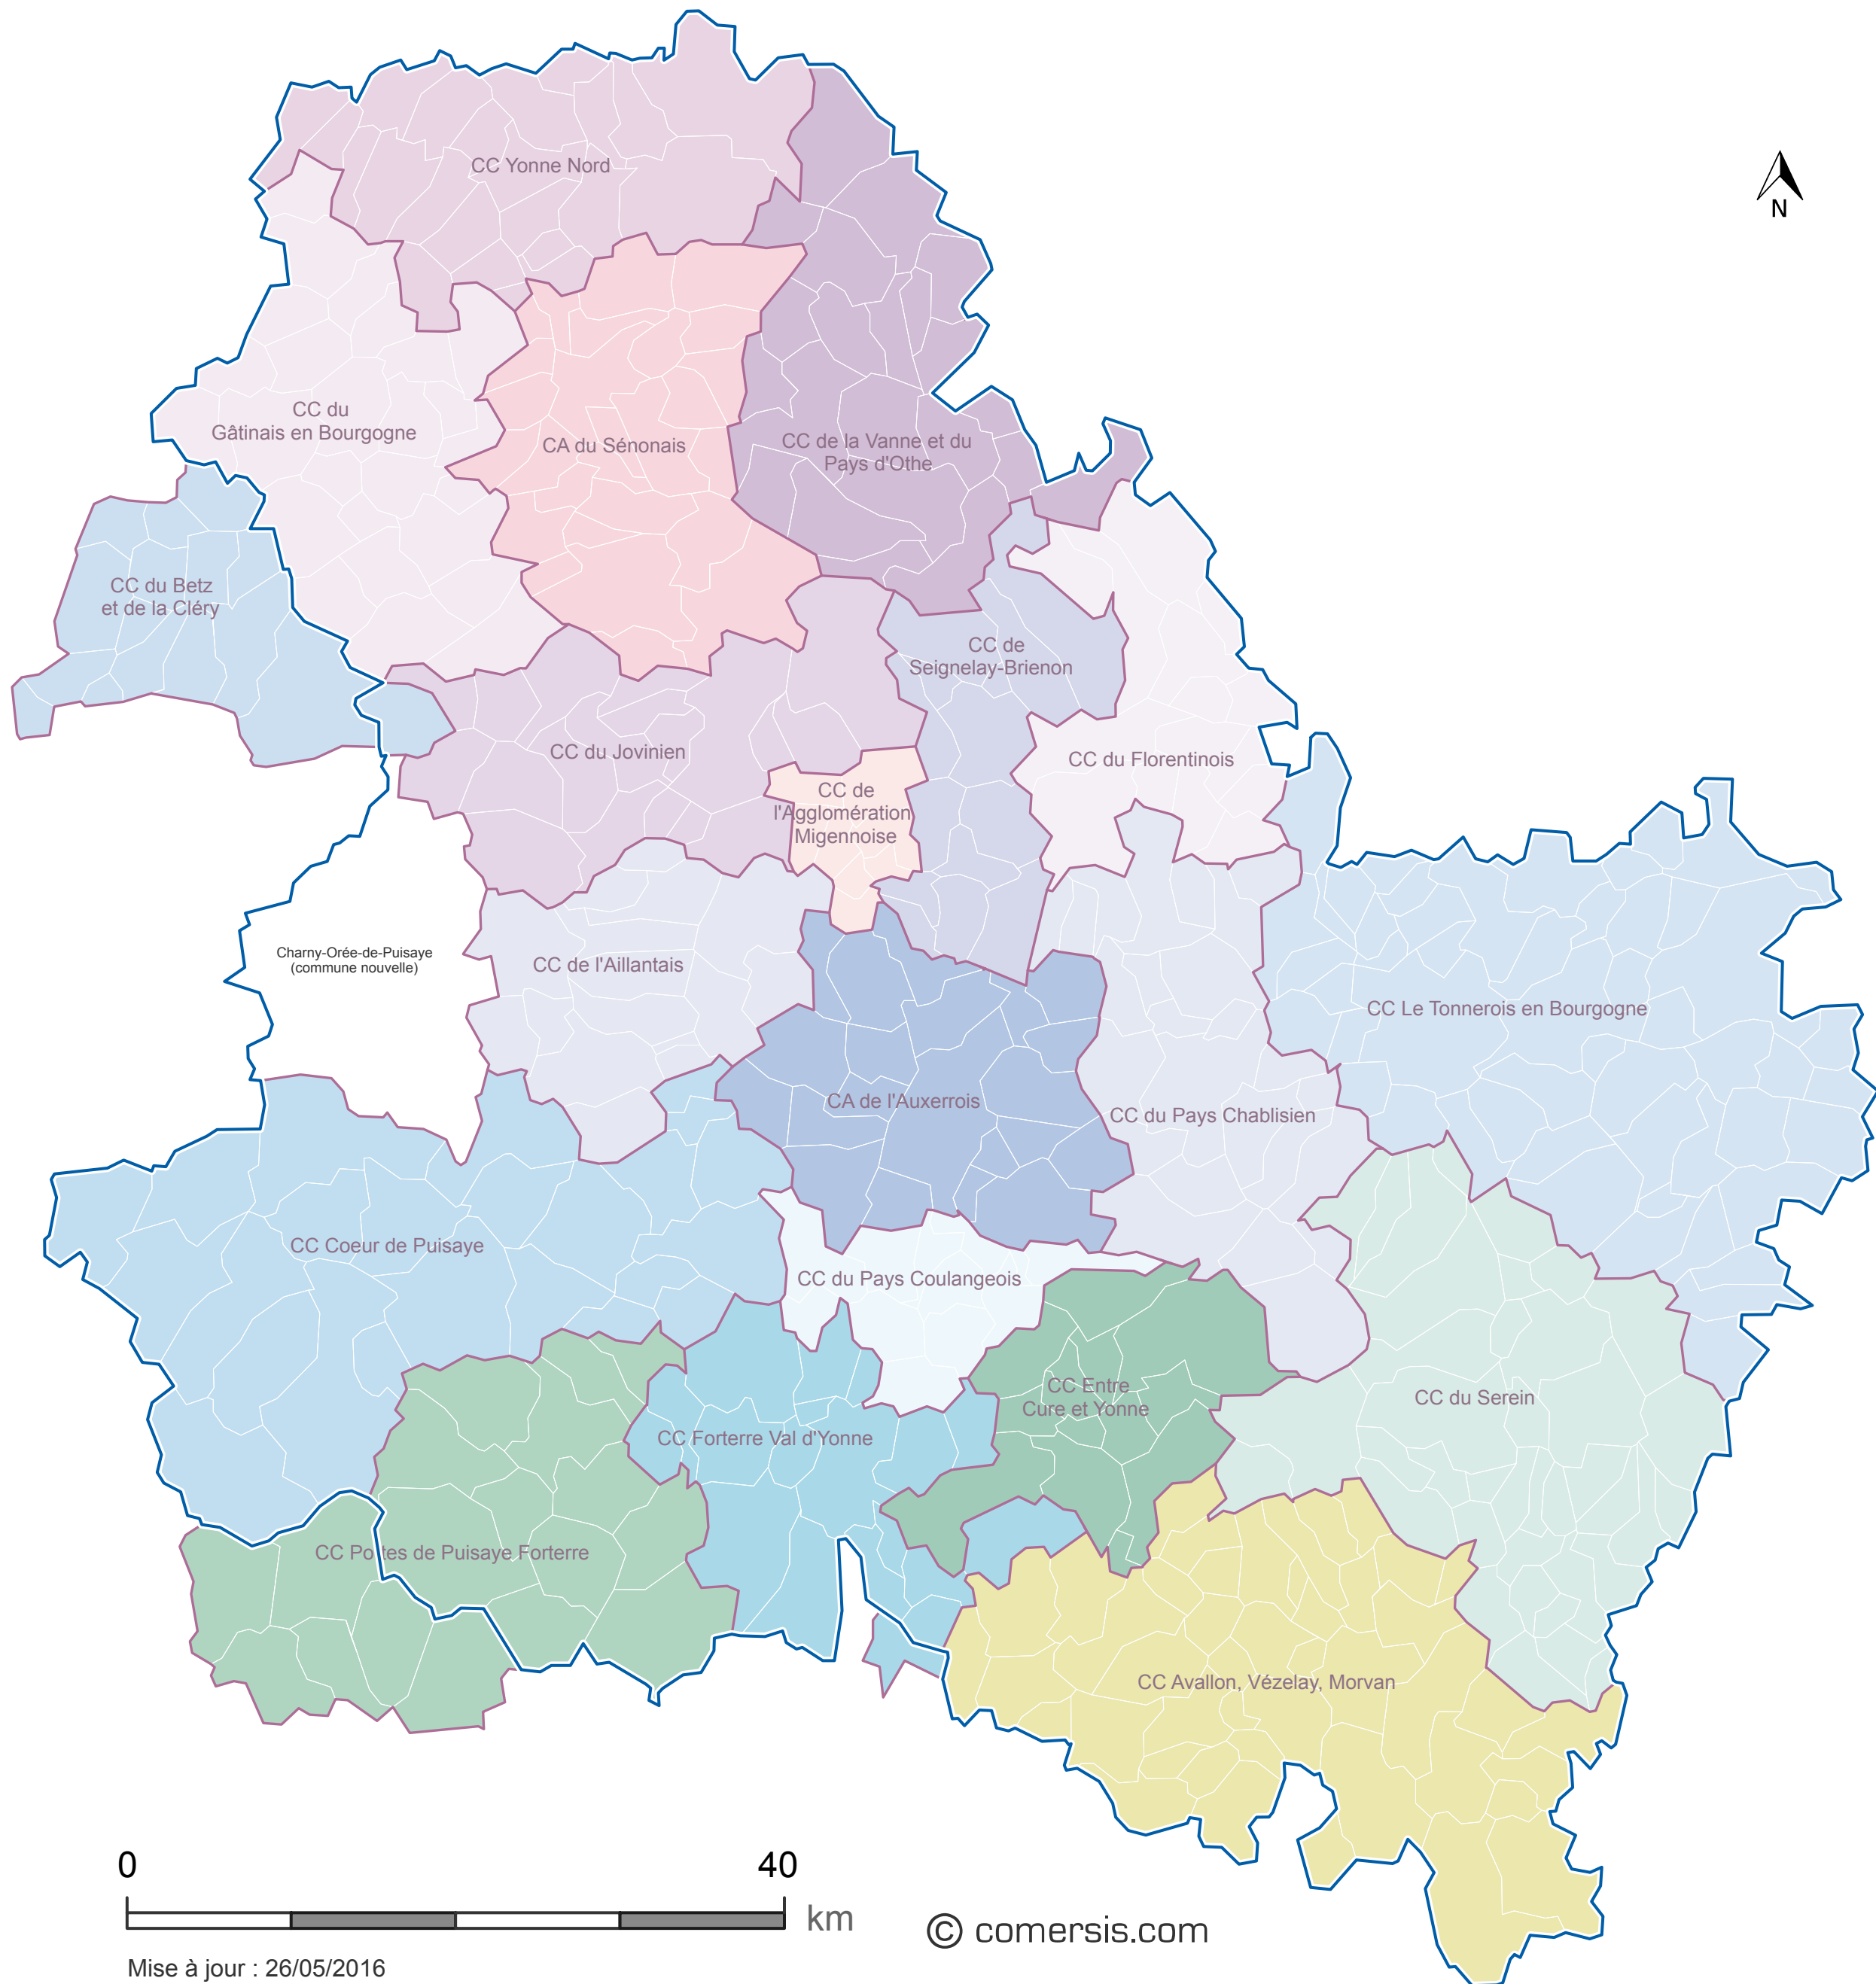 CC Yonne Nord
N
CC du
Gâtinais en Bourgogne
CA du Sénonais
CC de la Vanne et du
Pays d'Othe
CC du Betz
et de la Cléry
CC de
Seignelay-Brienon
CC du Jovinien
CC du Florentinois
CC de
l'Agglomération
Migennoise
Charny-Orée-de-Puisaye
(commune nouvelle)
CC de l'Aillantais
CC Le Tonnerois en Bourgogne
CA de l'Auxerrois
CC du Pays Chablisien
CC Coeur de Puisaye
CC du Pays Coulangeois
CC Entre
Cure et Yonne
CC du Serein
CC Forterre Val d'Yonne
CC Portes de Puisaye Forterre
CC Avallon, Vézelay, Morvan
0 40
km
© comersis.com
Mise à jour : 26/05/2016